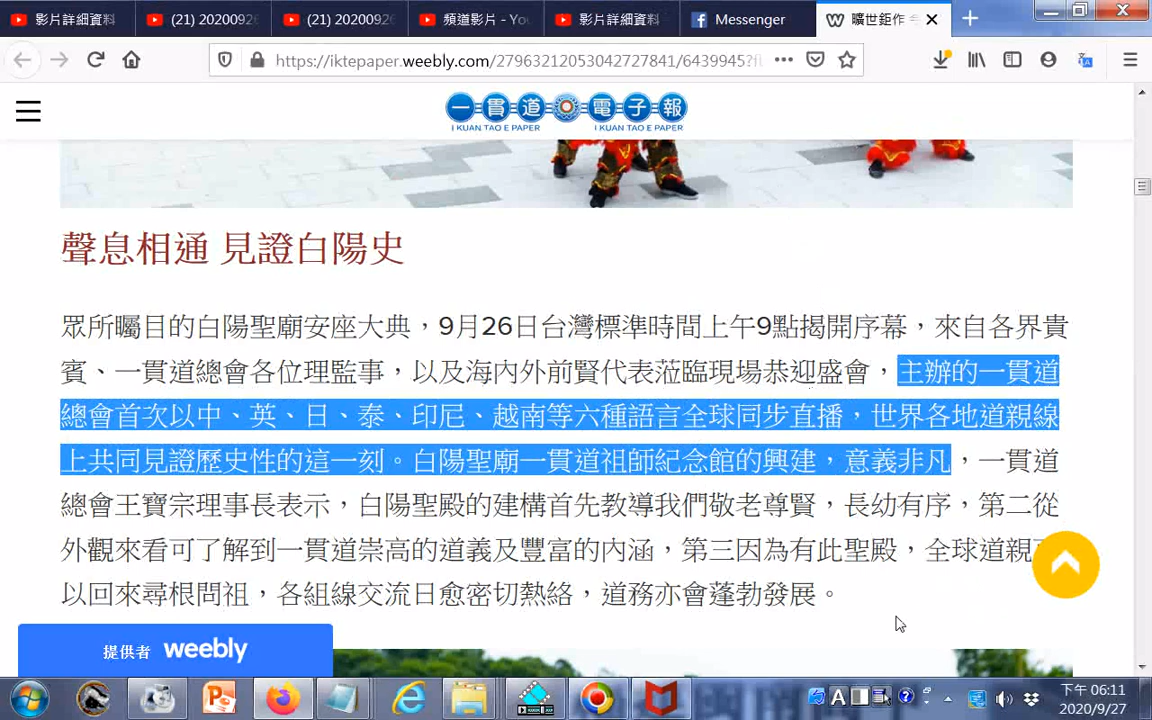 影片詳細資料
(21) 2020092
(21) 2020092
頻道影片 - You
影片詳細資料
Messenger
曠世鉅作
https://iktepaper.weebly.com/27963212053042727841/6439945?fl
一貫道電子報
I KUAN TAO E PAPER I KUAN TAO E PAPER
聲息相通 見證白陽史
眾所矚目的白陽聖廟安座大典，9月26日台灣標準時間上午9點揭開序幕，來自各界貴
賓、一貫道總會各位理監事，以及海內外前賢代表蒞臨現場恭迎盛會，主辦的一貫道
總會首次以中、英、日、泰、印尼、越南等六種語言全球同步直播，世界各地道親線
上共同見證歷史性的這一刻。白陽聖廟一貫道祖師紀念館的興建，意義非凡，一貫道
總會王寶宗理事長表示，白陽聖殿的建構首先教導我們敬老尊賢，長幼有序，第二從
外觀來看可了解到一貫道崇高的道義及豐富的內涵，第三因為有此聖殿，全球道親
以回來尋根問祖，各組線交流日愈密切熱絡，道務亦會蓬勃發展。
提供者 weebly
下午 06:11
2020/9/27